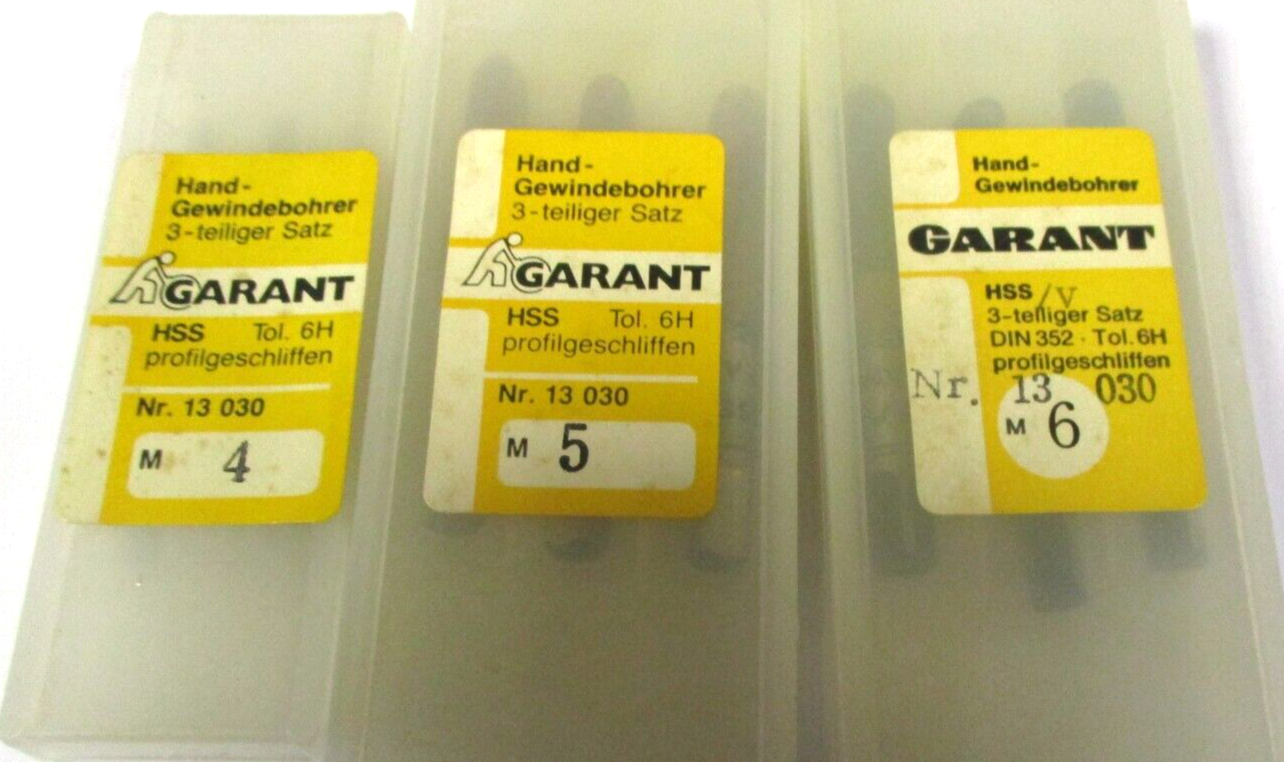 Hand-
Gewindebohrer
3-teiliger Satz
GARANT
HSS Tol. 6H
profilgeschliffen
Nr. 13 030
M 4
Hand-
Gewindebohrer
3-teiliger Satz
GARANT
HSS Tol. 6H
profilgeschliffen
Nr. 13 030
M 5
Hand-
Gewindebohrer
GARANT
HSS/V
3-teiliger Satz
DIN 352 · Tol. 6H
profilgeschliffen
Nr. 13 030
M 6